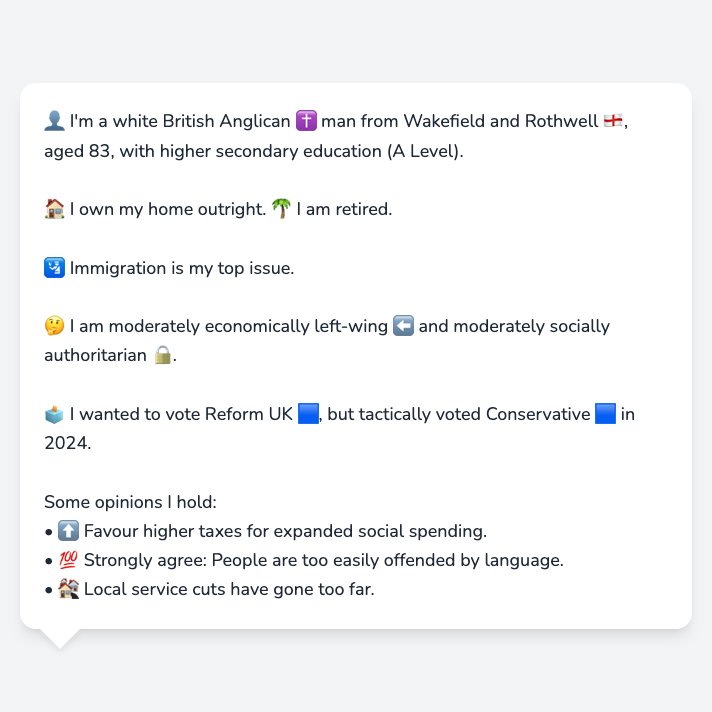 👤 I'm a white British Anglican ✝️ man from Wakefield and Rothwell 🏴󠁧󠁢󠁥󠁮󠁧󠁿,
aged 83, with higher secondary education (A Level).
🏠 I own my home outright. 🌴 I am retired.
🛂 Immigration is my top issue.
🤔 I am moderately economically left-wing ⬅️ and moderately socially
authoritarian 🔒.
🗳️ I wanted to vote Reform UK 🟦, but tactically voted Conservative 🟦 in
2024.
Some opinions I hold:
• ⬆️ Favour higher taxes for expanded social spending.
• 💯 Strongly agree: People are too easily offended by language.
• 🏘️ Local service cuts have gone too far.